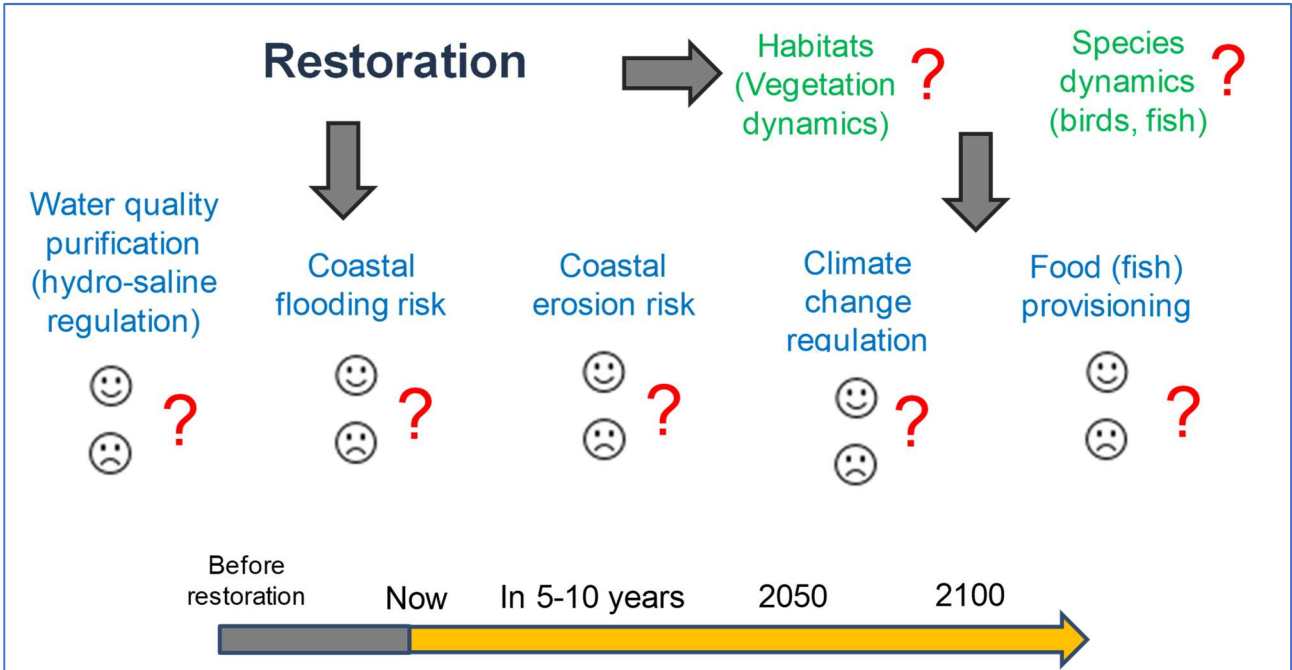 Restoration
Habitats
(Vegetation
dynamics)
?
Species
dynamics
(birds, fish)
?
Water quality
purification
(hydro-saline
regulation)
?
Coastal
flooding risk
?
Coastal
erosion risk
?
Climate
change
regulation
?
Food (fish)
provisioning
?
Before
restoration
Now
In 5-10 years
2050
2100